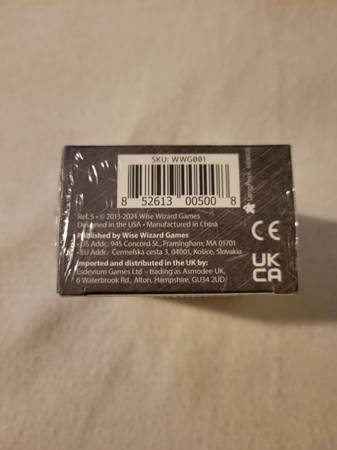 SKU: WWG001
8 52613 00500 8
Ref. 5 • © 2013-2024 Wise Wizard Games
Designed in the USA • Manufactured in China
Published by Wise Wizard Games
• US Addr.: 945 Concord St., Framingham, MA 01701
• EU Addr.: Cermeľská cesta 3, 04001, Košice, Slovakia
Imported and distributed in the UK by:
Esdevium Games Ltd – trading as Asmodee UK,
6 Waterbrook Rd., Alton, Hampshire, GU34 2UD
CE
UK
CA